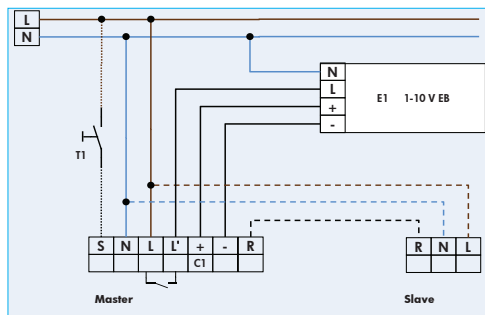 L
N
N
L
+
-
E1 1-10 V EB
T1
S N L L' + - R
C1
R N L
Master
Slave